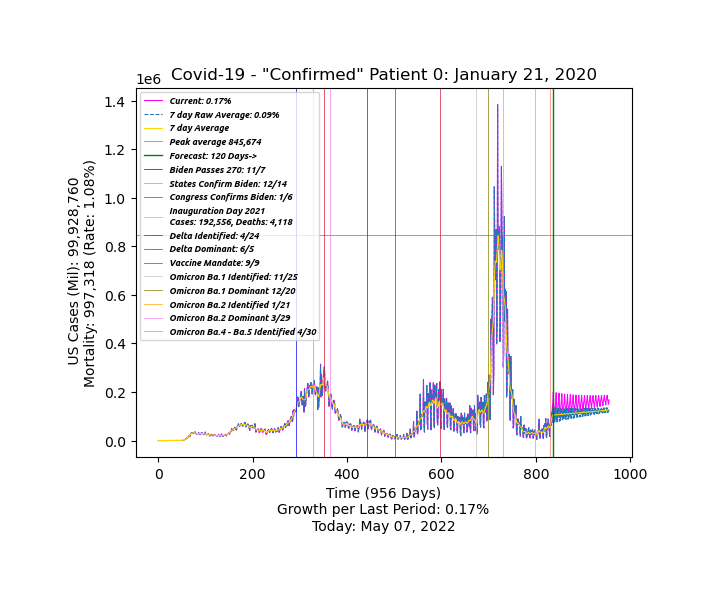 Covid-19 - "Confirmed" Patient 0: January 21, 2020
1e6
1.4
1.2
1.0
0.8
0.6
0.4
0.2
0.0
US Cases (Mil): 99,928,760
Mortality: 997,318 (Rate: 1.08%)
Current: 0.17%
7 day Raw Average: 0.09%
7 day Average
Peak average 845,674
Forecast: 120 Days->
Biden Passes 270: 11/7
States Confirm Biden: 12/14
Congress Confirms Biden: 1/6
Inauguration Day 2021
Cases: 192,556, Deaths: 4,118
Delta Identified: 4/24
Delta Dominant: 6/5
Vaccine Mandate: 9/9
Omicron Ba.1 Identified: 11/25
Omicron Ba.1 Dominant 12/20
Omicron Ba.2 Identified 1/21
Omicron Ba.2 Dominant 3/29
Omicron Ba.4 - Ba.5 Identified 4/30
0 200 400 600 800 1000
Time (956 Days)
Growth per Last Period: 0.17%
Today: May 07, 2022